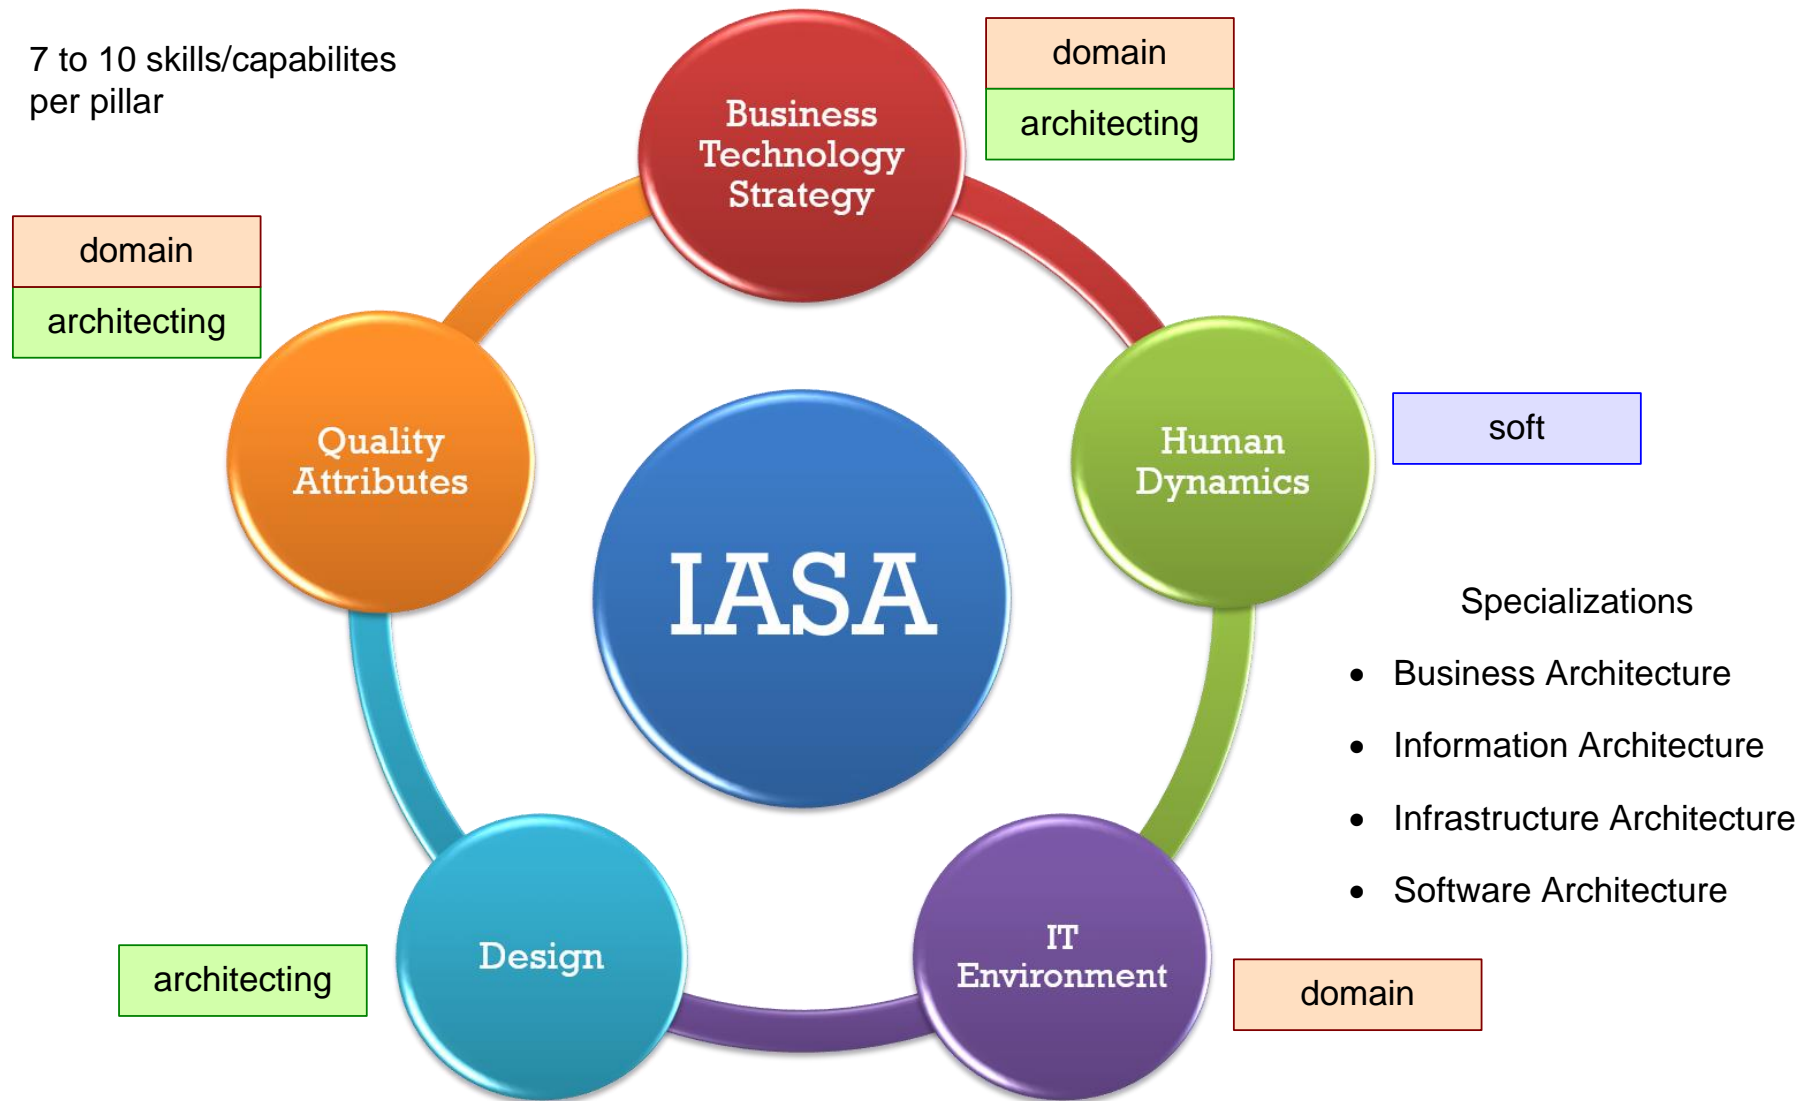 7 to 10 skills/capabilites
per pillar
domain
architecting
Business
Technology
Strategy
domain
architecting
Quality
Attributes
IASA
Human
Dynamics
soft
Specializations
• Business Architecture
• Information Architecture
• Infrastructure Architecture
• Software Architecture
architecting
Design
IT
Environment
domain